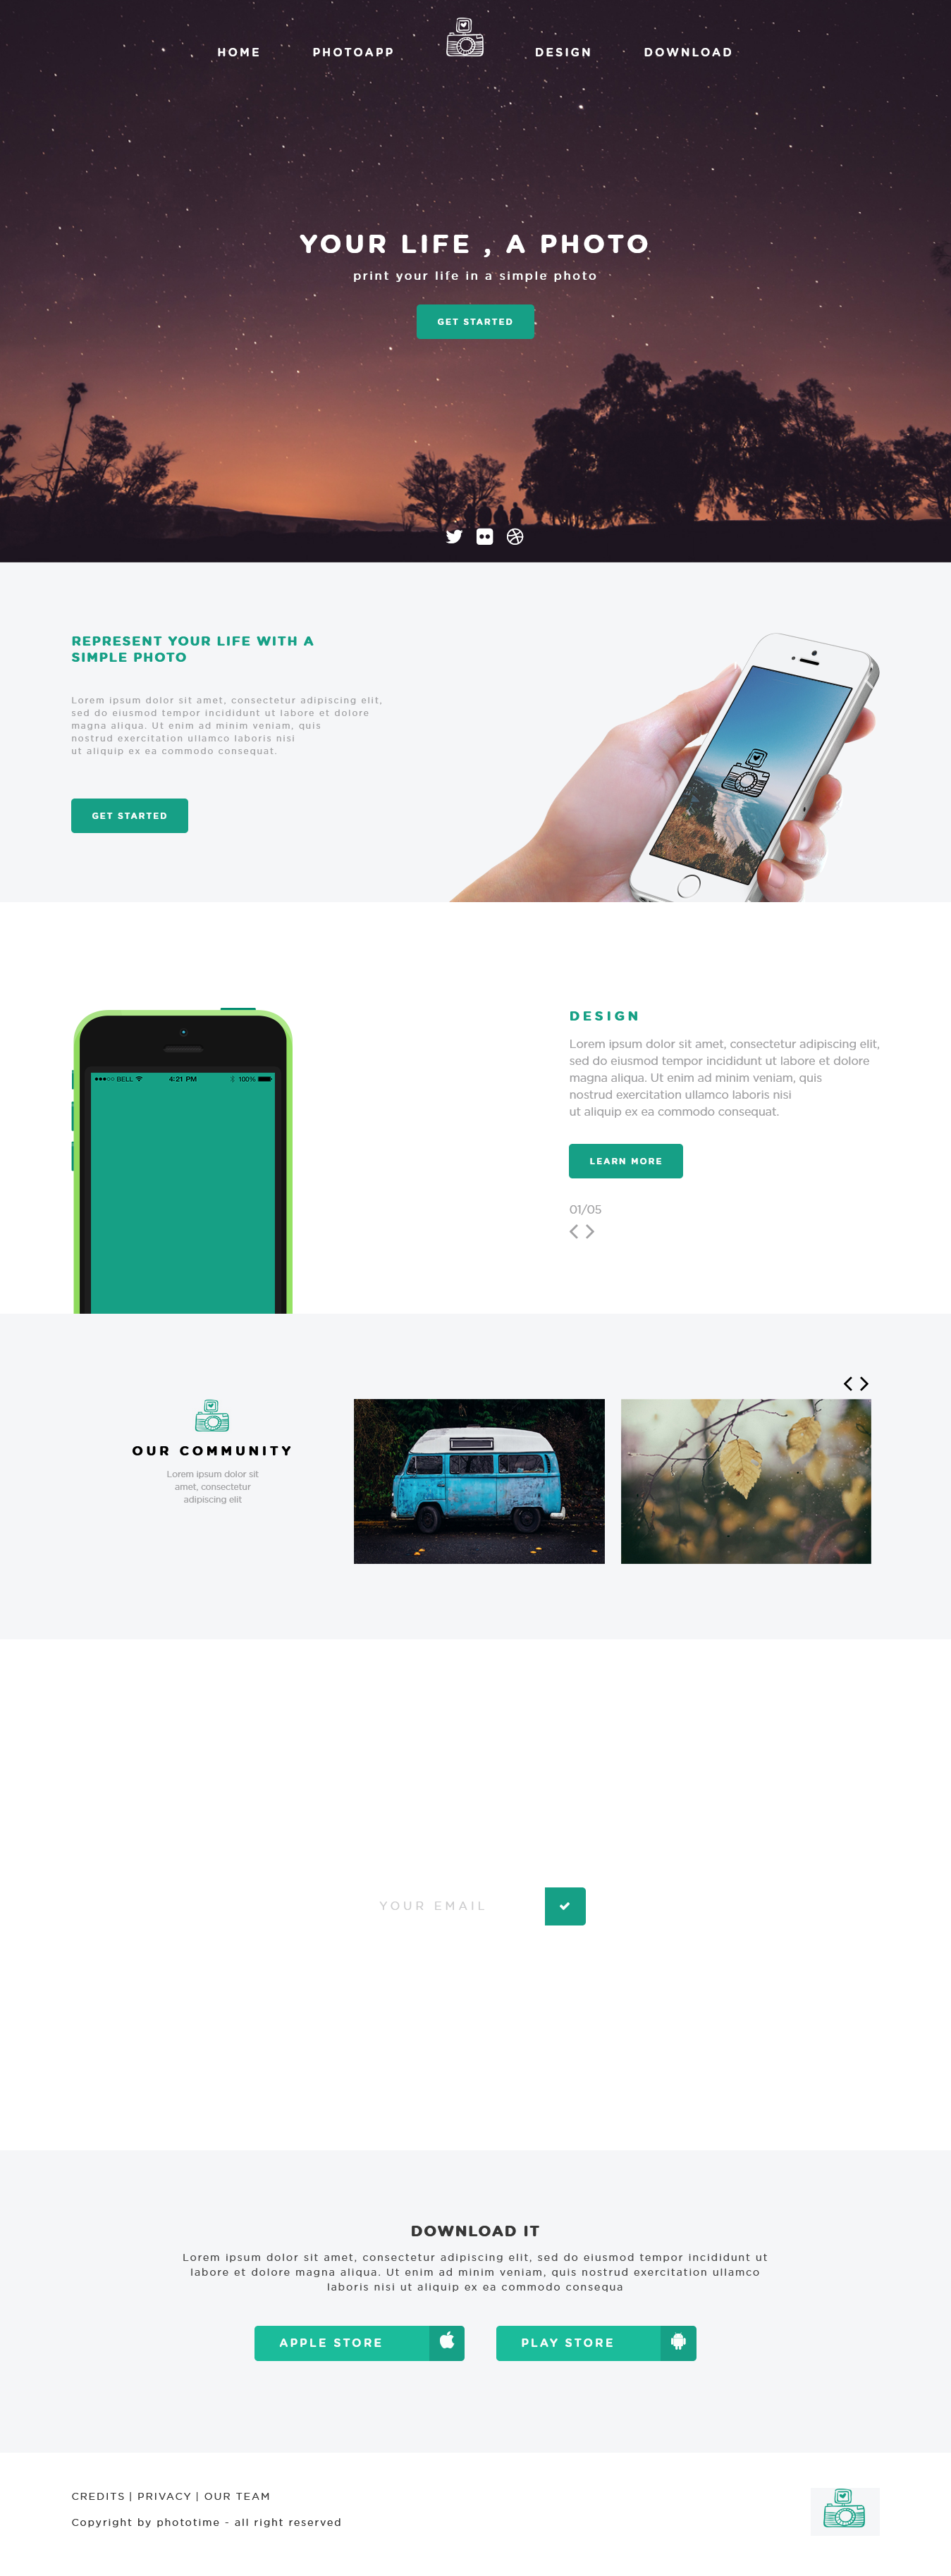 HOME PHOTOAPP DESIGN DOWNLOAD
YOUR LIFE , A PHOTO
print your life in a simple photo
GET STARTED
REPRESENT YOUR LIFE WITH A
SIMPLE PHOTO
Lorem ipsum dolor sit amet, consectetur adipiscing elit,
sed do eiusmod tempor incididunt ut labore et dolore
magna aliqua. Ut enim ad minim veniam, quis
nostrud exercitation ullamco laboris nisi
ut aliquip ex ea commodo consequat.
GET STARTED
BELL 4:21 PM 100%
DESIGN
Lorem ipsum dolor sit amet, consectetur adipiscing elit,
sed do eiusmod tempor incididunt ut labore et dolore
magna aliqua. Ut enim ad minim veniam, quis
nostrud exercitation ullamco laboris nisi
ut aliquip ex ea commodo consequat.
LEARN MORE
01/05
OUR COMMUNITY
Lorem ipsum dolor sit
amet, consectetur
adipiscing elit
YOUR EMAIL
DOWNLOAD IT
Lorem ipsum dolor sit amet, consectetur adipiscing elit, sed do eiusmod tempor incididunt ut
labore et dolore magna aliqua. Ut enim ad minim veniam, quis nostrud exercitation ullamco
laboris nisi ut aliquip ex ea commodo consequa
APPLE STORE
PLAY STORE
CREDITS | PRIVACY | OUR TEAM
Copyright by phototime - all right reserved